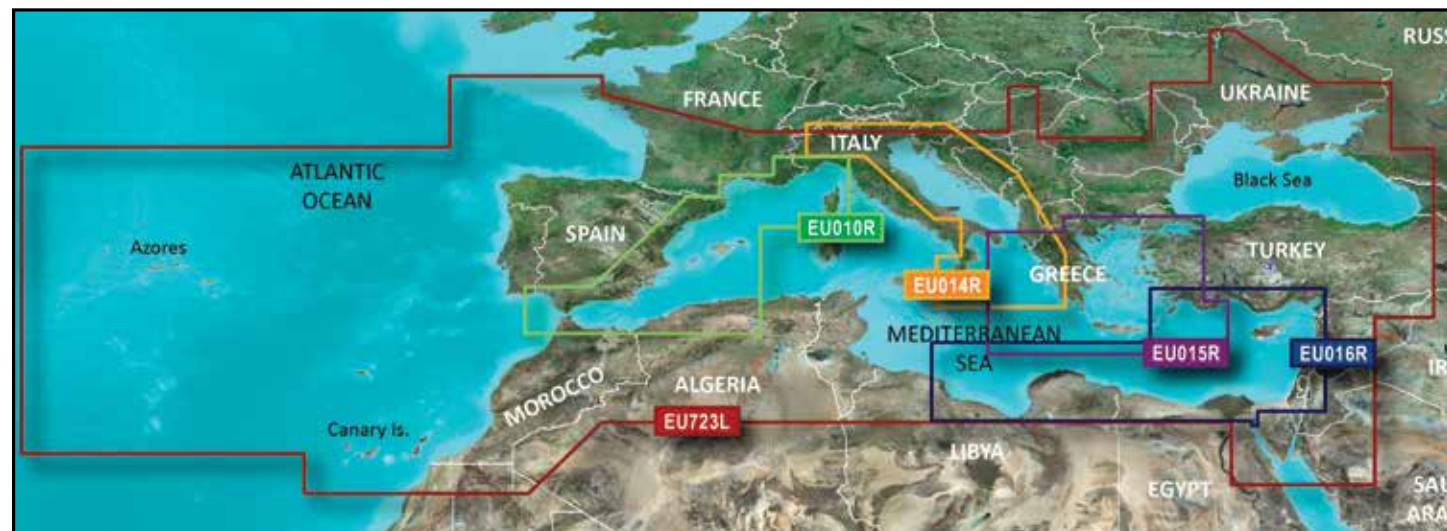 RUSS
FRANCE
UKRAINE
ITALY
ATLANTIC
OCEAN
Black Sea
SPAIN
EU010R
Azores
TURKEY
GREECE
EU014R
MEDITERRANEAN
SEA
EU015R
EU016R
IR
MOROCCO
ALGERIA
EU723L
Canary Is.
LIBYA
EGYPT
SAU
ARA